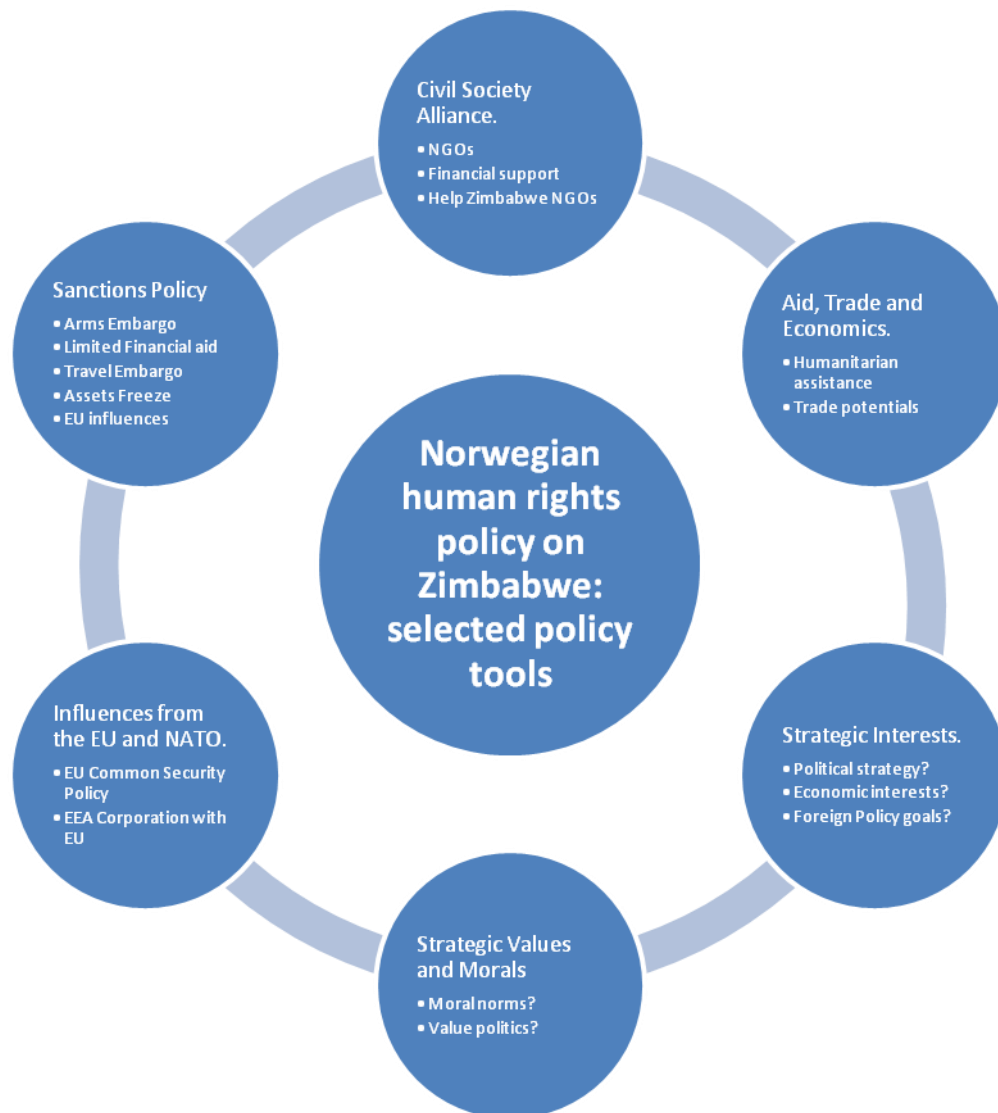 Civil Society
Alliance.
• NGOs
• Financial support
• Help Zimbabwe NGOs
Sanctions Policy
• Arms Embargo
• Limited Financial aid
• Travel Embargo
• Assets Freeze
• EU influences
Aid, Trade and
Economics.
• Humanitarian
assistance
• Trade potentials
Norwegian
human rights
policy on
Zimbabwe:
selected policy
tools
Influences from
the EU and NATO.
• EU Common Security
Policy
• EEA Corporation with
EU
Strategic Interests.
• Political strategy?
• Economic interests?
• Foreign Policy goals?
Strategic Values
and Morals
• Moral norms?
• Value politics?